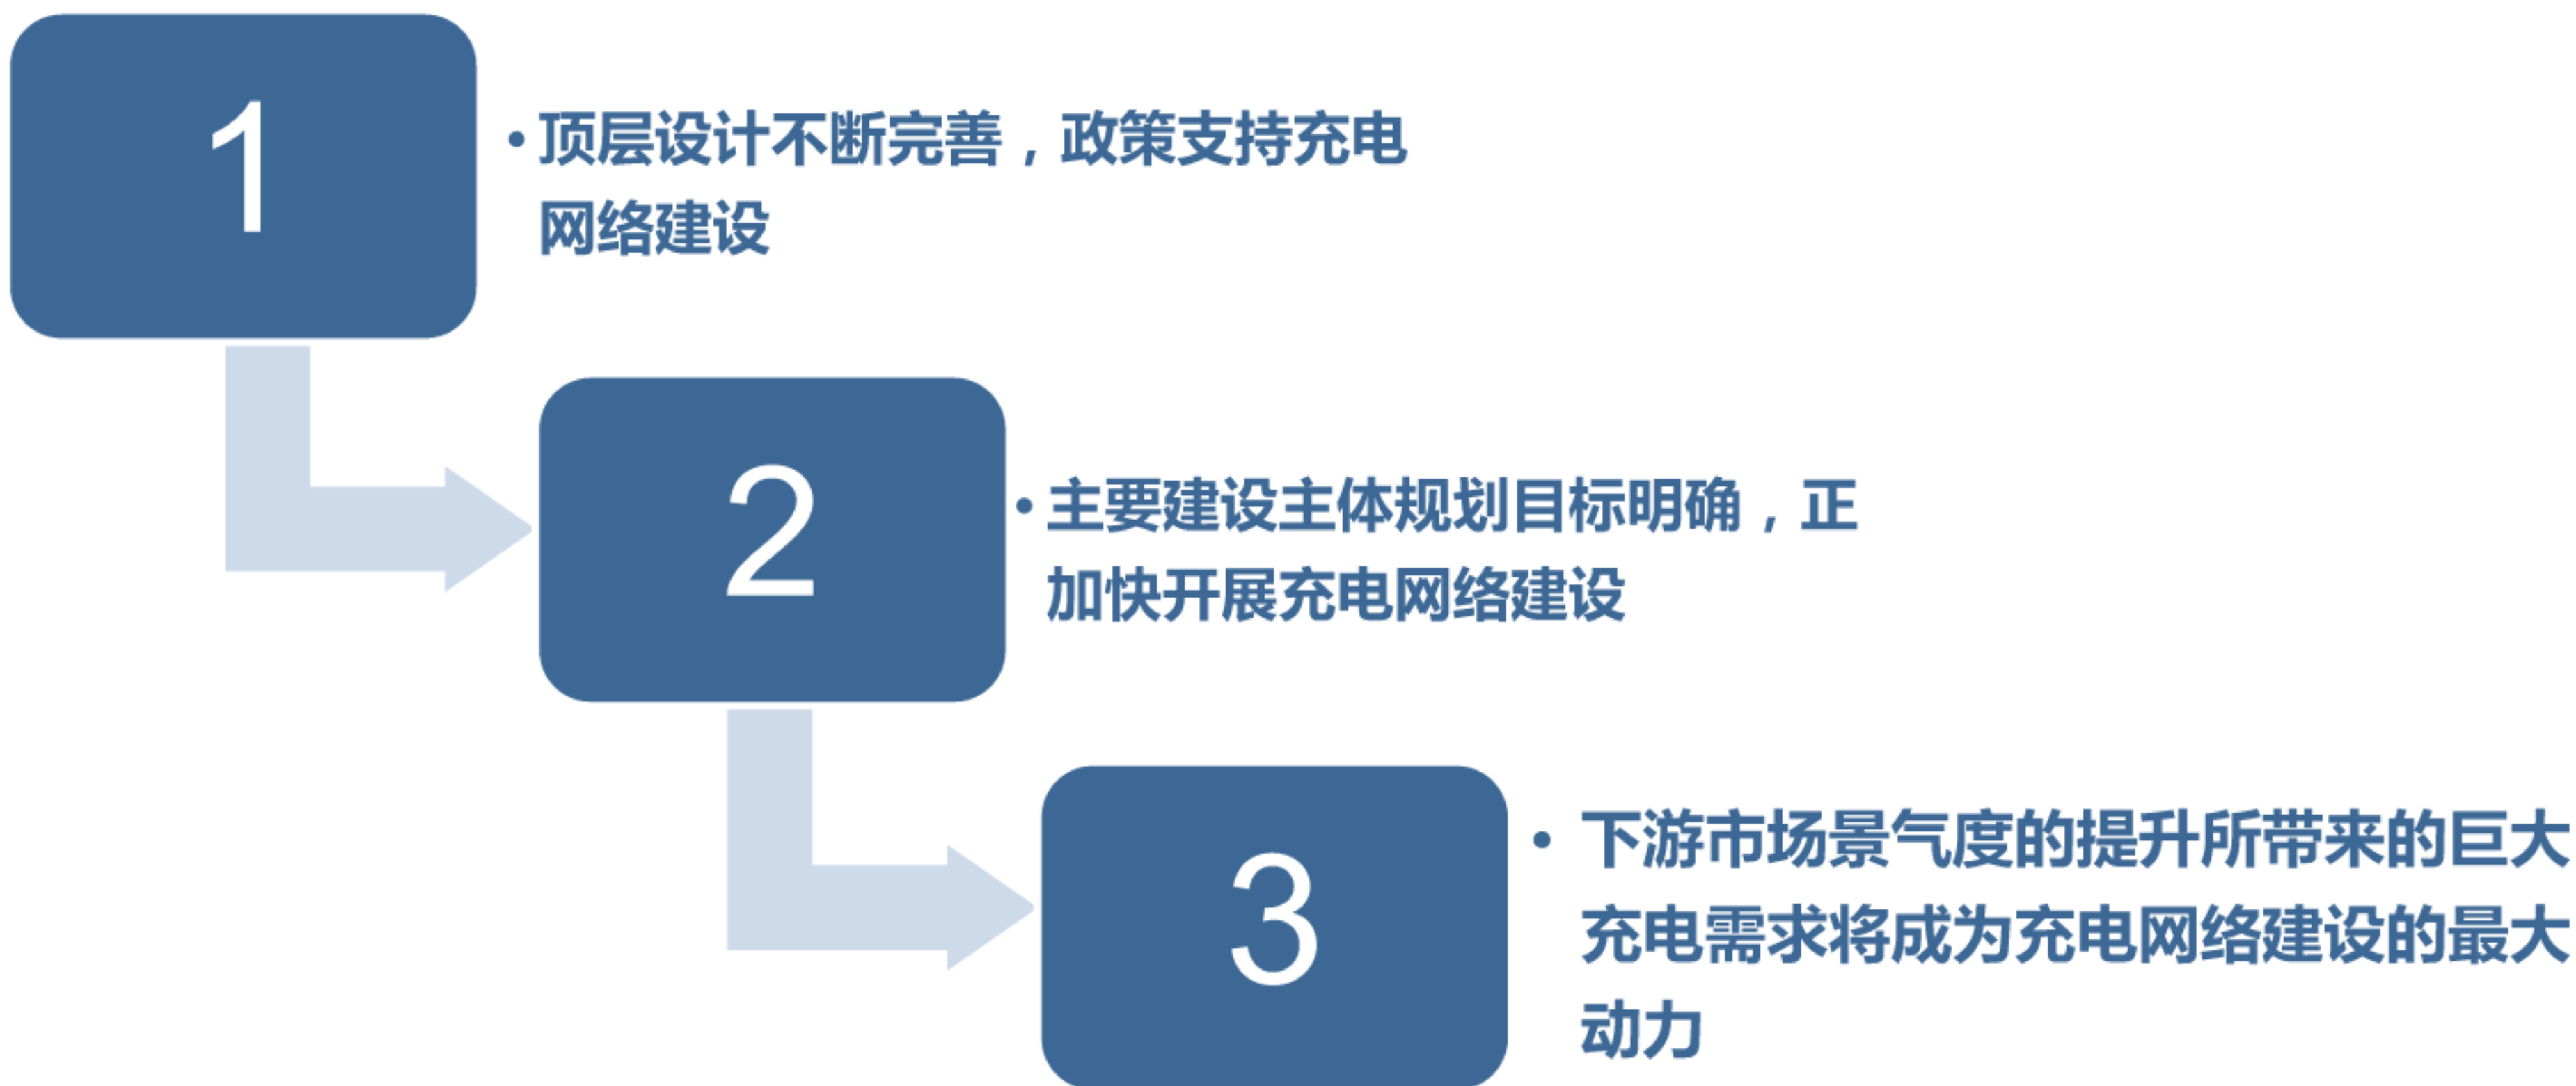 1
•顶层设计不断完善，政策支持充电
网络建设
2
•主要建设主体规划目标明确，正
加快开展充电网络建设
3
• 下游市场景气度的提升所带来的巨大
充电需求将成为充电网络建设的最大
动力